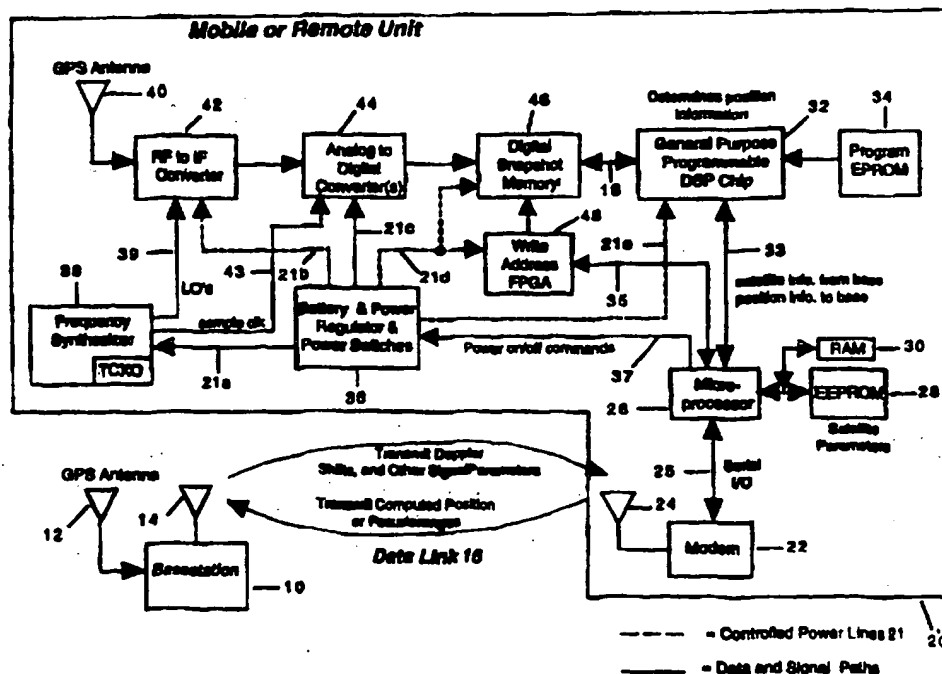 Mobile or Remote Unit
GPS Antenna
40
42
RF to IF
Converter
44
Analog to
Digital
Converter(s)
46
Digital
Snapshot
Memory
Determines position
information
32
General Purpose
Programmable
DSP Chip
34
Program
EPROM
18
48
Write
Address
FPGA
39
LO's
43
21b
21c
21d
21e
33
35
satellite info. from base
position info. to base
38
Frequency
Synthesizer
TCXO
sample clk
21a
Battery & Power
Regulator &
Power Switches
36
Power on/off commands
37
Micro-
processor
26
RAM
30
EEPROM
28
Satellite
Parameters
25
Serial
I/O
GPS Antenna
12
14
Basestation
10
Transmit Doppler
Shifts, and Other Signal Parameters
Transmit Computed Position
or Pseudoranges
Data Link 16
24
Modem
22
20
= Controlled Power Lines 21
= Data and Signal Paths